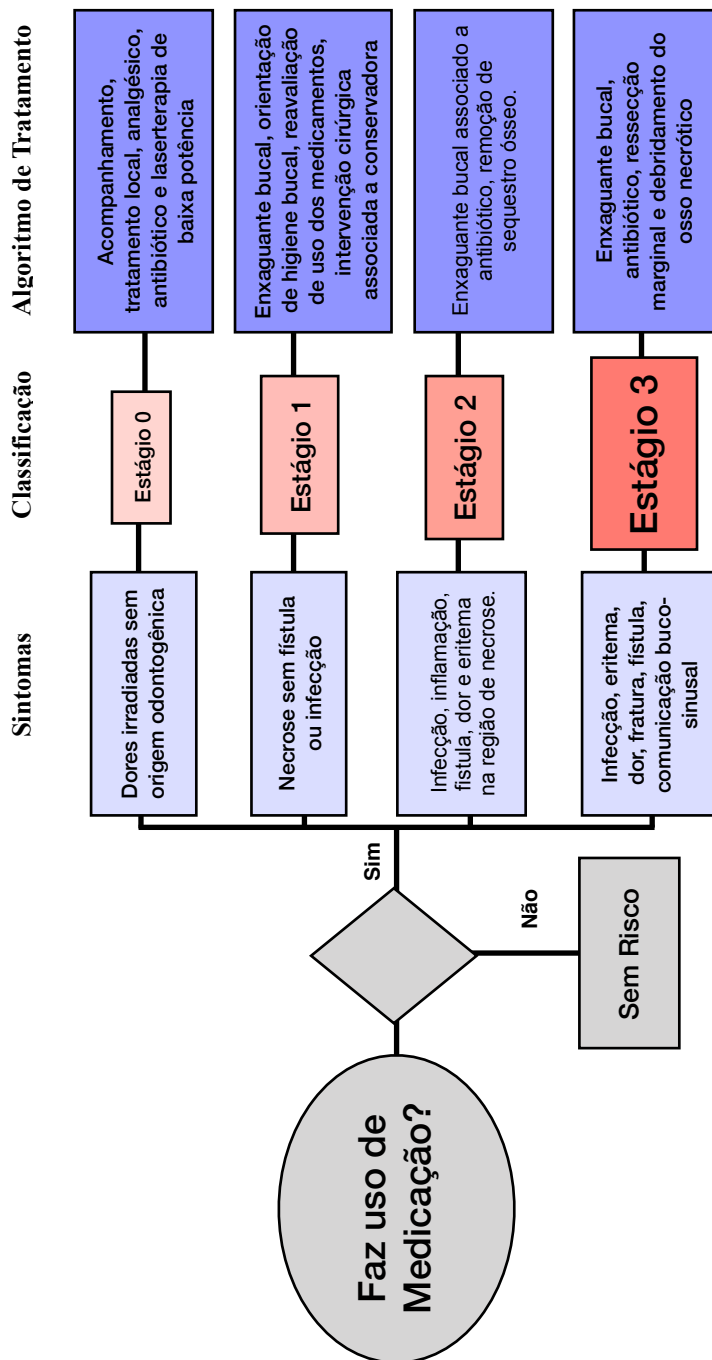 Sintomas
Classificação
Algoritmo de Tratamento
Faz uso de
Medicação?
Sim
Não
Sem Risco
Dores irradiadas sem
origem odontogênica
Estágio 0
Acompanhamento,
tratamento local, analgésico,
antibiótico e laserterapia de
baixa potência
Necrose sem fístula
ou infecção
Estágio 1
Enxaguante bucal, orientação
de higiene bucal, reavaliação
de uso dos medicamentos,
intervenção cirúrgica
associada a conservadora
Infecção, inflamação,
fistula, dor e eritema
na região de necrose.
Estágio 2
Enxaguante bucal associado a
antibiótico, remoção de
sequestro ósseo.
Infecção, eritema,
dor, fratura, fístula,
comunicação buco-
sinusal
Estágio 3
Enxaguante bucal,
antibiótico, ressecção
marginal e debridamento do
osso necrótico